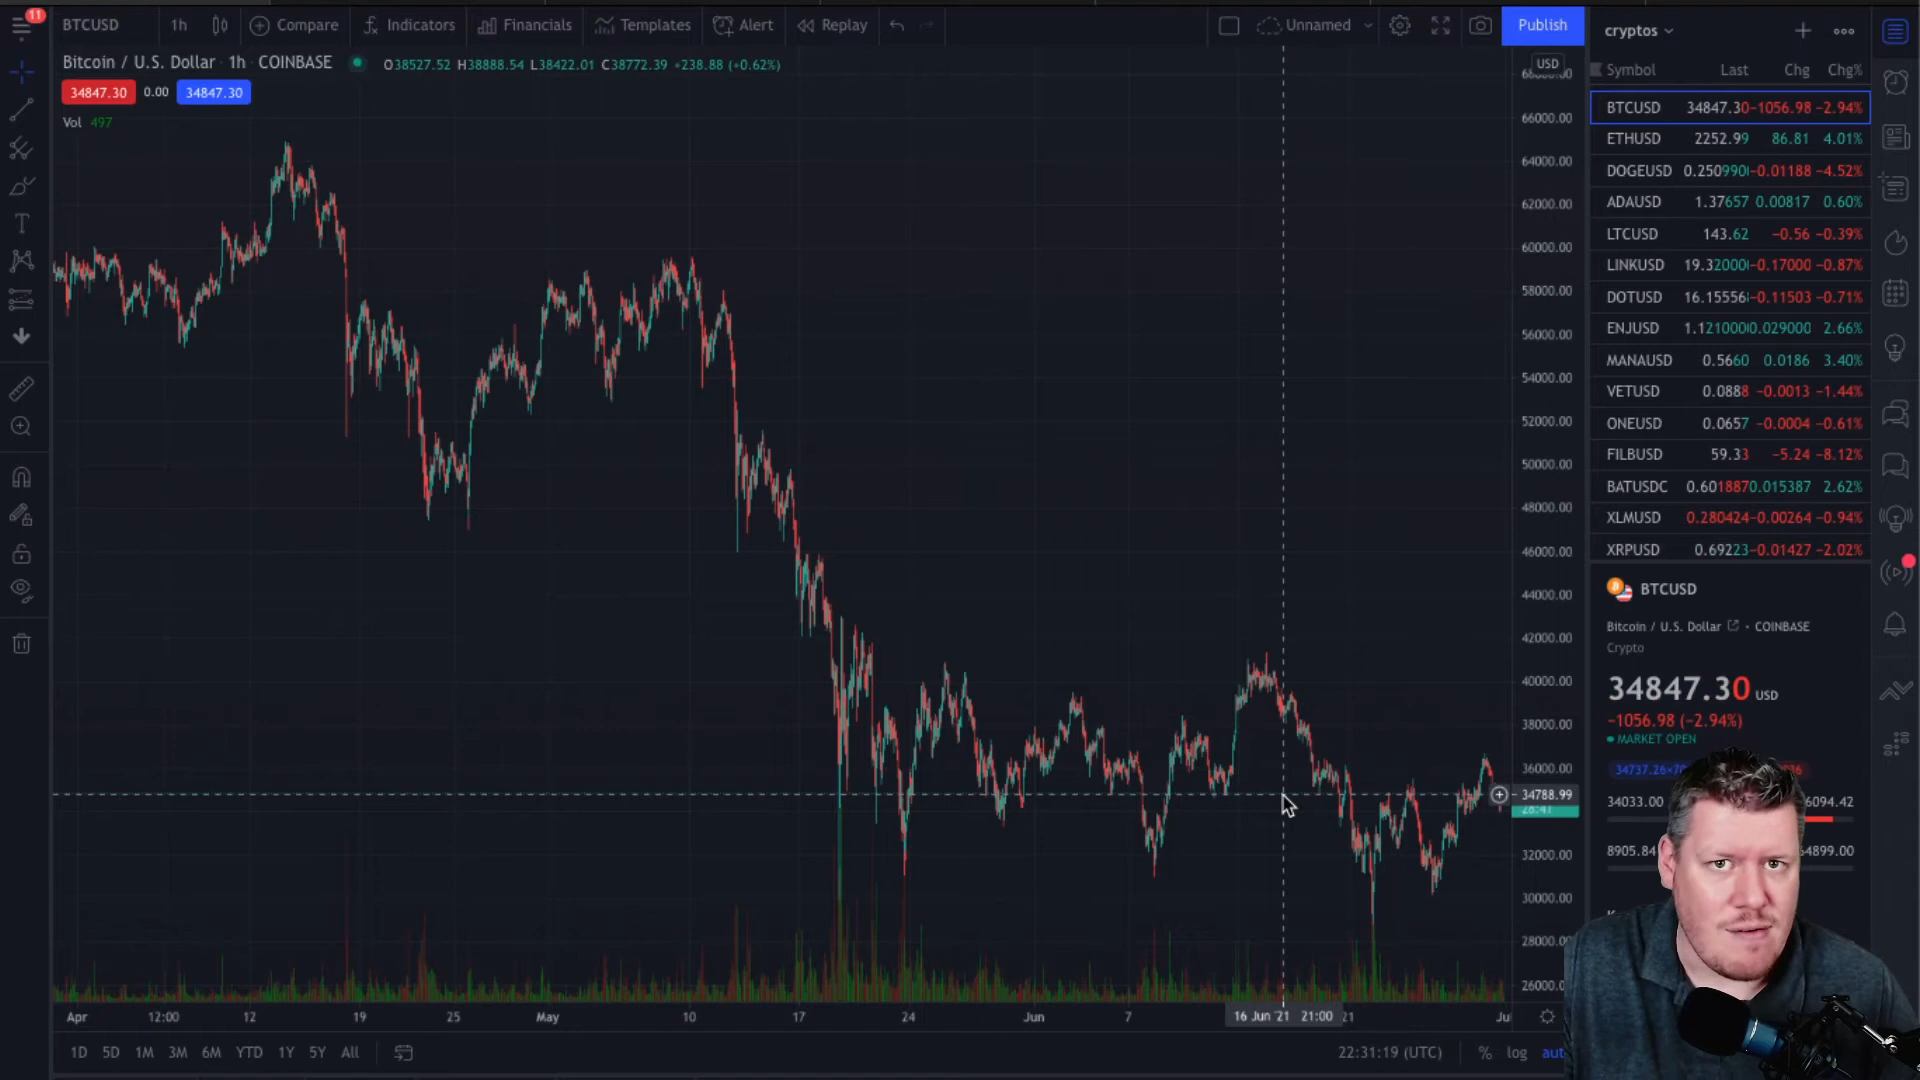 11
BTCUSD 1h Compare Indicators Financials Templates Alert Replay Unnamed Publish
Bitcoin / U.S. Dollar · 1h · COINBASE O38527.52 H38888.54 L38422.01 C38772.39 +238.88 (+0.62%)
34847.30 0.00 34847.30
Vol 497
USD
66000.00
64000.00
62000.00
60000.00
58000.00
56000.00
54000.00
52000.00
50000.00
48000.00
46000.00
44000.00
42000.00
40000.00
38000.00
36000.00
34788.99
32000.00
30000.00
28000.00
26000.0
Apr 12:00 12 19 25 May 10 17 24 Jun 7 16 Jun '21 21:00 21 Ju
1D 5D 1M 3M 6M YTD 1Y 5Y All 22:31:19 (UTC) % log aut
cryptos
Symbol Last Chg Chg%
BTCUSD 34847.30 −1056.98 −2.94%
ETHUSD 2252.99 86.81 4.01%
DOGEUSD 0.250990 −0.01188 −4.52%
ADAUSD 1.37657 0.00817 0.60%
LTCUSD 143.62 −0.56 −0.39%
LINKUSD 19.32000 −0.17000 −0.87%
DOTUSD 16.15556 −0.11503 −0.71%
ENJUSD 1.121000 0.029000 2.66%
MANAUSD 0.5660 0.0186 3.40%
VETUSD 0.0888 −0.0013 −1.44%
ONEUSD 0.0657 −0.0004 −0.61%
FILBUSD 59.33 −5.24 −8.12%
BATUSDC 0.601887 0.015387 2.62%
XLMUSD 0.280424 −0.00264 −0.94%
XRPUSD 0.69223 −0.01427 −2.02%
BTCUSD
Bitcoin / U.S. Dollar · COINBASE
Crypto
34847.30 USD
−1056.98 (−2.94%)
MARKET OPEN
34033.00 6094.42
8905.84 64899.00